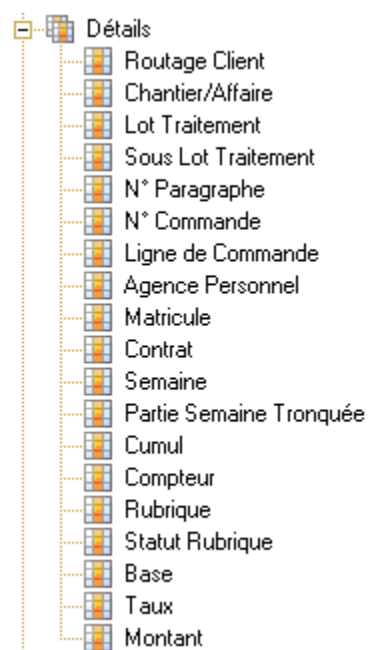 Détails
Routage Client
Chantier/Affaire
Lot Traitement
Sous Lot Traitement
N° Paragraphe
N° Commande
Ligne de Commande
Agence Personnel
Matricule
Contrat
Semaine
Partie Semaine Tronquée
Cumul
Compteur
Rubrique
Statut Rubrique
Base
Taux
Montant